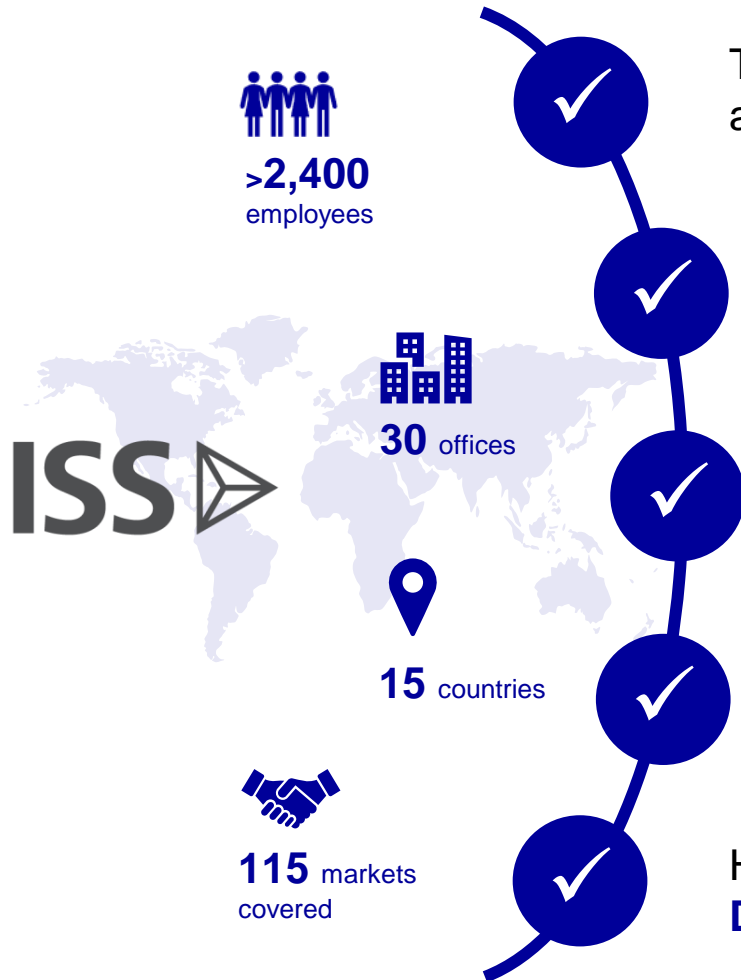 >2,400
employees
30 offices
ISS
15 countries
115 markets
covered